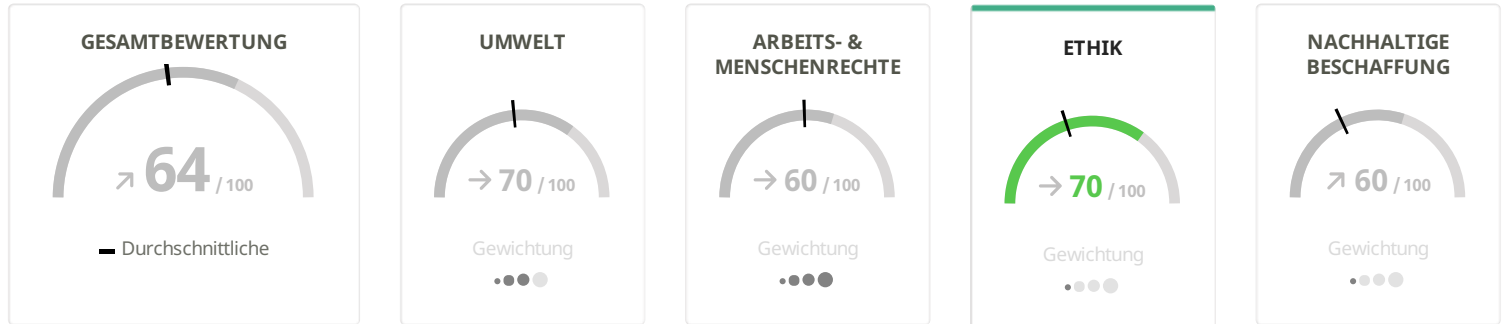 GESAMTBEWERTUNG
64 / 100
Durchschnittliche
UMWELT
70 / 100
Gewichtung
ARBEITS- &
MENSCHENRECHTE
60 / 100
Gewichtung
ETHIK
70 / 100
Gewichtung
NACHHALTIGE
BESCHAFFUNG
60 / 100
Gewichtung